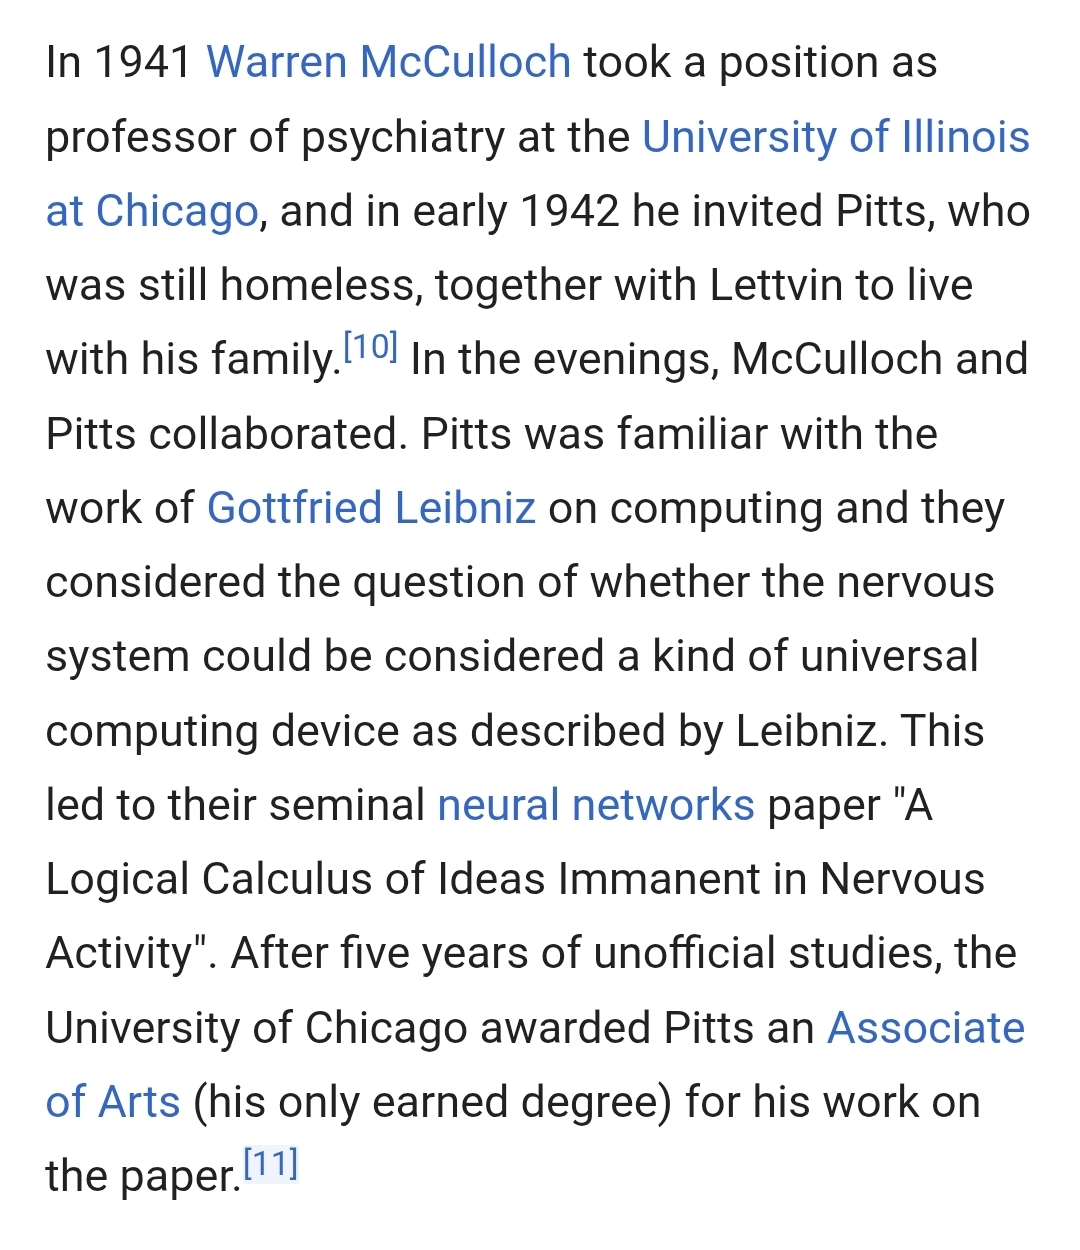 In 1941 Warren McCulloch took a position as
professor of psychiatry at the University of Illinois
at Chicago, and in early 1942 he invited Pitts, who
was still homeless, together with Lettvin to live
with his family.[10] In the evenings, McCulloch and
Pitts collaborated. Pitts was familiar with the
work of Gottfried Leibniz on computing and they
considered the question of whether the nervous
system could be considered a kind of universal
computing device as described by Leibniz. This
led to their seminal neural networks paper "A
Logical Calculus of Ideas Immanent in Nervous
Activity". After five years of unofficial studies, the
University of Chicago awarded Pitts an Associate
of Arts (his only earned degree) for his work on
the paper.[11]